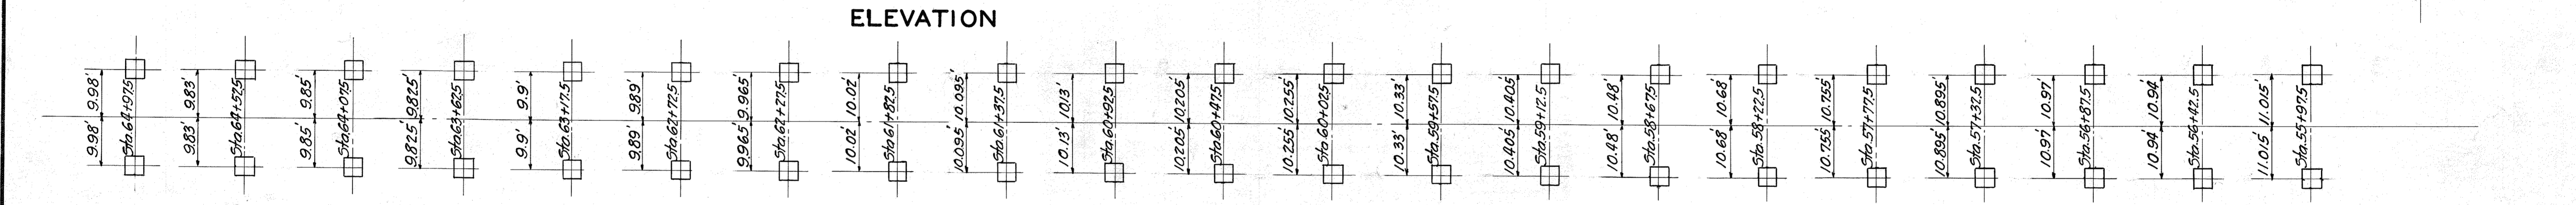 ELEVATION
9.98' 9.98' Sta.64+97.5
9.83' 9.83' Sta.64+52.5
9.85' 9.85' Sta.64+07.5
9.825' 9.825' Sta.63+62.5
9.9' 9.9' Sta.63+17.5
9.89' 9.89' Sta.62+72.5
9.965' 9.965' Sta.62+27.5
10.02' 10.02' Sta.61+82.5
10.095' 10.095' Sta.61+37.5
10.13' 10.13' Sta.60+92.5
10.205' 10.205' Sta.60+47.5
10.255' 10.255' Sta.60+02.5
10.33' 10.33' Sta.59+57.5
10.405' 10.405' Sta.59+12.5
10.48' 10.48' Sta.58+67.5
10.68' 10.68' Sta.58+22.5
10.755' 10.755' Sta.57+77.5
10.895' 10.895' Sta.57+32.5
10.97' 10.97' Sta.56+87.5
10.94' 10.94' Sta.56+42.5
11.015' 11.015' Sta.55+97.5